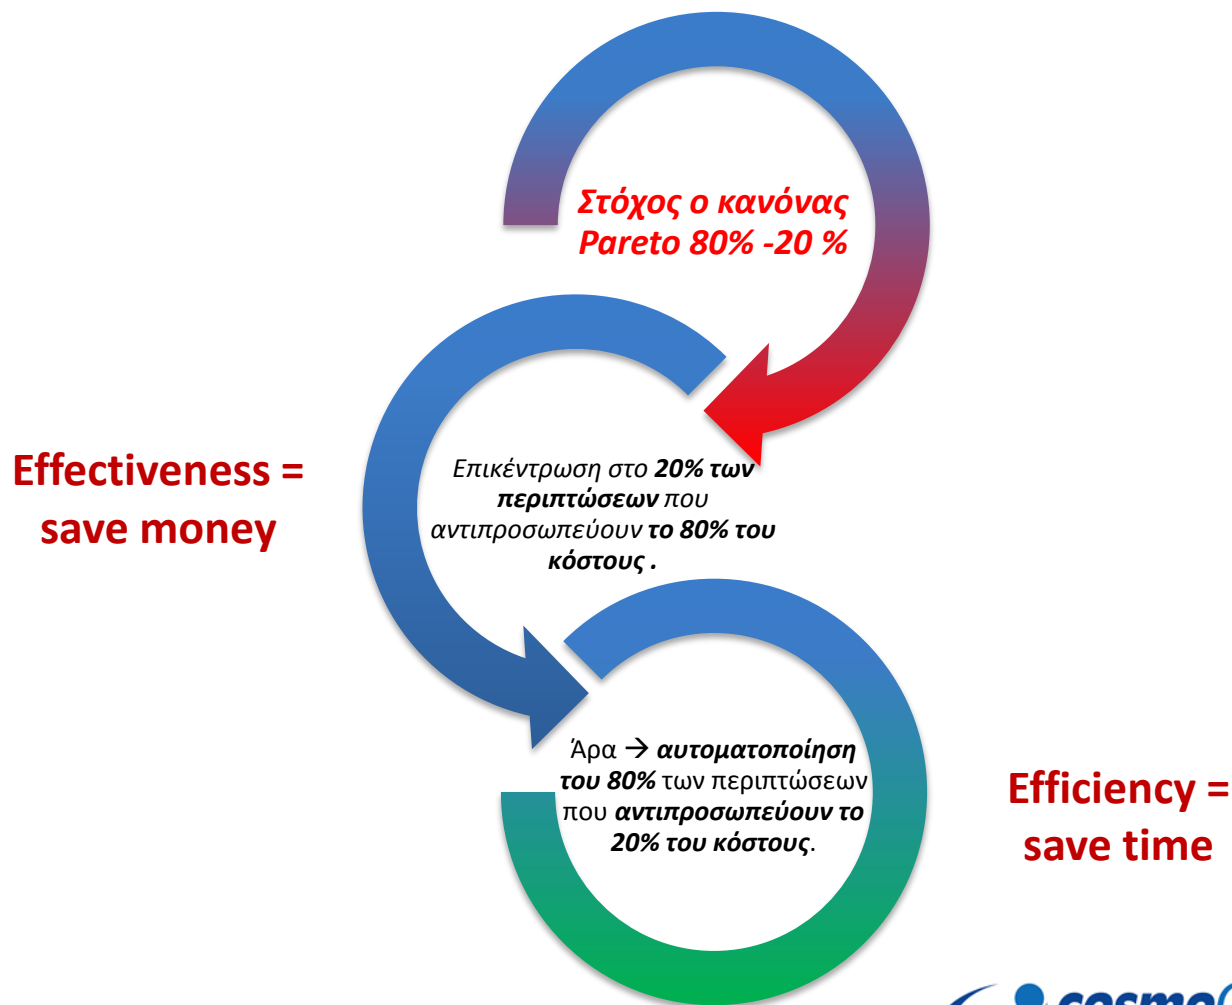 Στόχος ο κανόνας
Pareto 80% -20 %
Effectiveness =
save money
Επικέντρωση στο 20% των
περιπτώσεων που
αντιπροσωπεύουν το 80% του
κόστους .
Άρα → αυτοματοποίηση
του 80% των περιπτώσεων
που αντιπροσωπεύουν το
20% του κόστους.
Efficiency =
save time